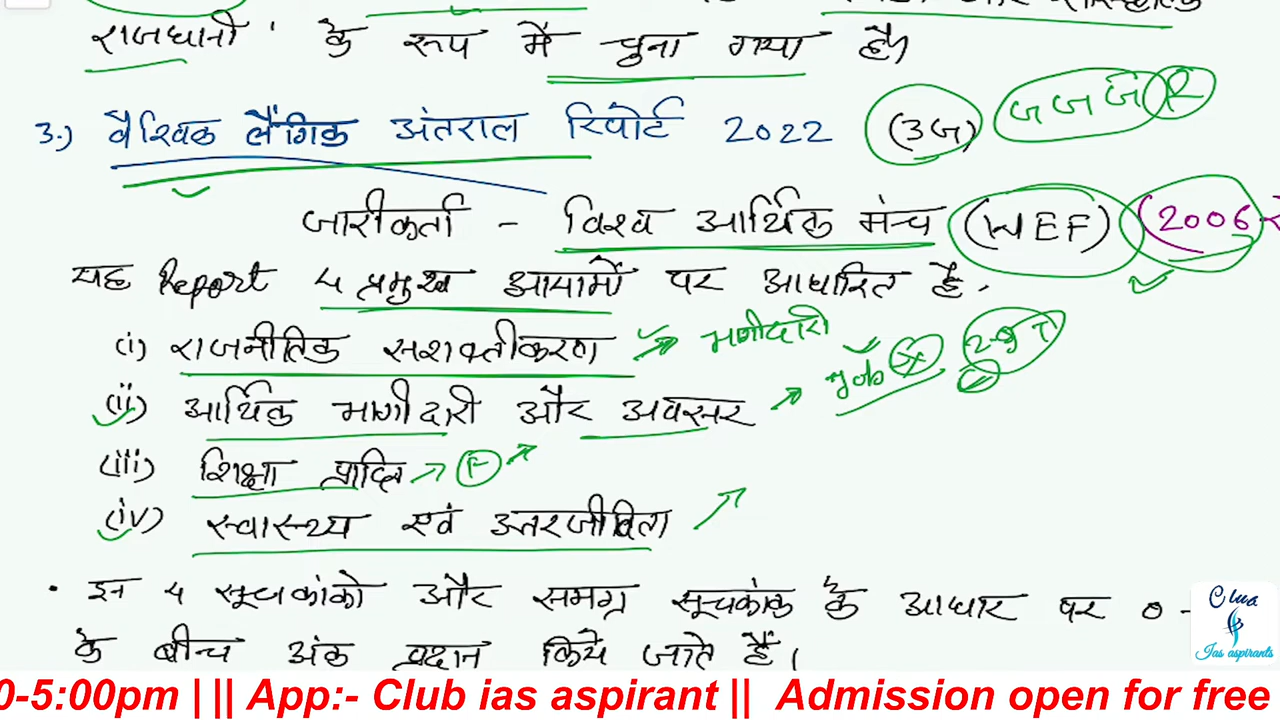 राजधानी' के रूप में चुना गया है।
3.) वैश्विक लैंगिक अंतराल रिपोर्ट 2022 (3ज) ज ज ज R
जारीकर्ता - विश्व आर्थिक मंच (WEF) (2006
यह Report 4 प्रमुख आयामों पर आधारित है.
(i) राजनीतिक सशक्तीकरण → भागीदारी
(ii) आर्थिक भागीदारी और अवसर → Job
(iii) शिक्षा प्राप्ति → F →
(iv) स्वास्थ्य एवं उत्तरजीविता →
• इन 4 सूचकांको और समग्र सूचकांक के आधार पर 0 -
के बीच अंक प्रदान किये जाते हैं।
Club
Ias aspirants
0-5:00pm | || App:- Club ias aspirant || Admission open for free